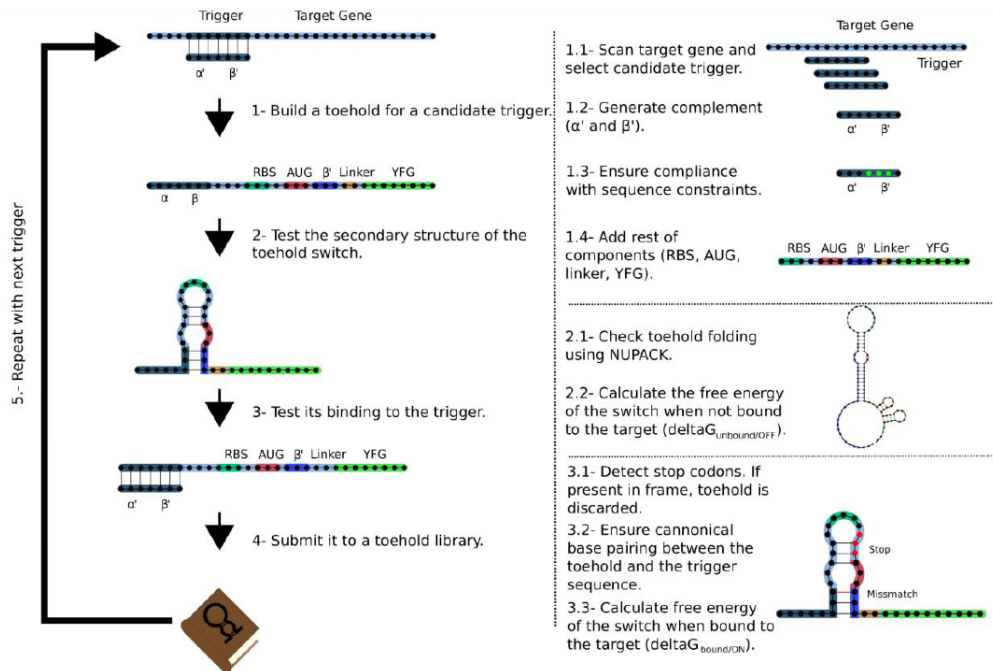 Trigger
Target Gene
α'
β'
1- Build a toehold for a candidate trigger.
RBS
AUG
β'
Linker
YFG
α
β
2- Test the secondary structure of the
toehold switch.
3- Test its binding to the trigger.
RBS
AUG
β'
Linker
YFG
α'
β'
4- Submit it to a toehold library.
5.- Repeat with next trigger
Target Gene
1.1- Scan target gene and
select candidate trigger.
Trigger
1.2- Generate complement
(α' and β').
α'
β'
1.3- Ensure compliance
with sequence constraints.
α'
β'
1.4- Add rest of
components (RBS, AUG,
linker, YFG).
RBS
AUG
β'
Linker
YFG
2.1- Check toehold folding
using NUPACK.
2.2- Calculate the free energy
of the switch when not bound
to the target (deltaGunbound/OFF).
3.1- Detect stop codons. If
present in frame, toehold is
discarded.
3.2- Ensure cannonical
base pairing between the
toehold and the trigger
sequence.
3.3- Calculate free energy
of the switch when bound to
the target (deltaGbound/ON).
Stop
Missmatch